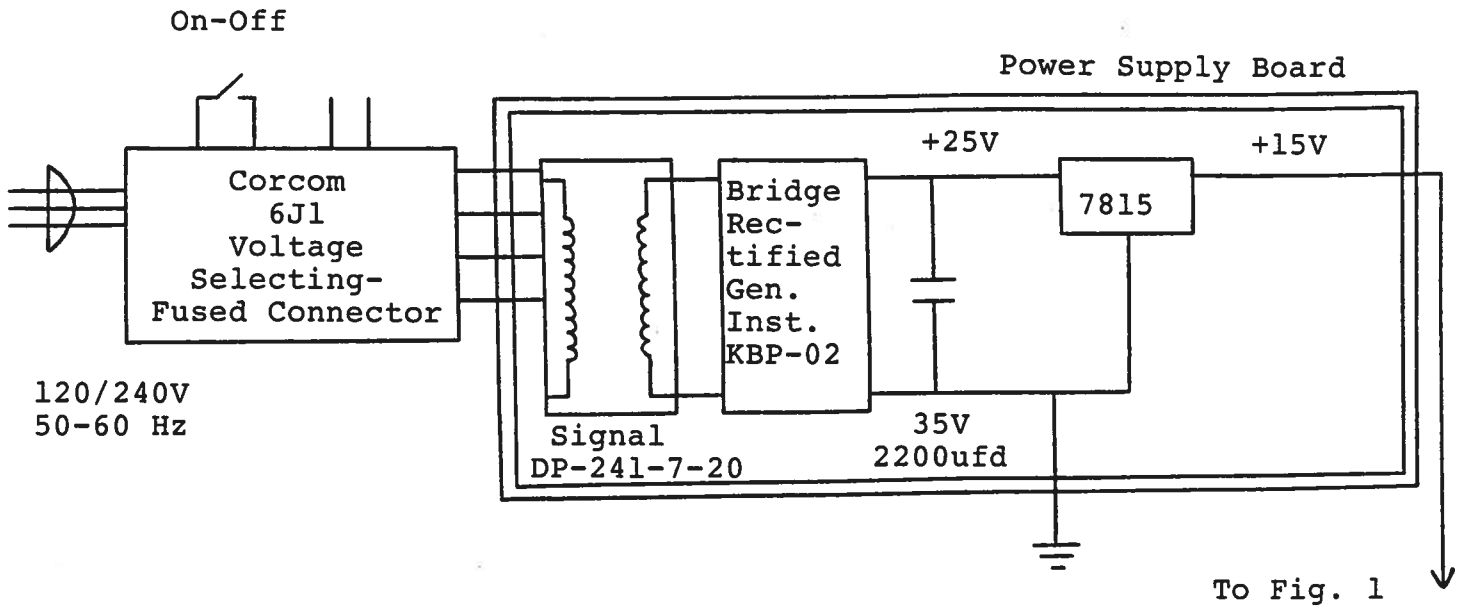 On-Off
Power Supply Board
Corcom
6J1
Voltage
Selecting-
Fused Connector
120/240V
50-60 Hz
Signal
DP-241-7-20
Bridge
Rec-
tified
Gen.
Inst.
KBP-02
+25V
35V
2200ufd
7815
+15V
To Fig. 1